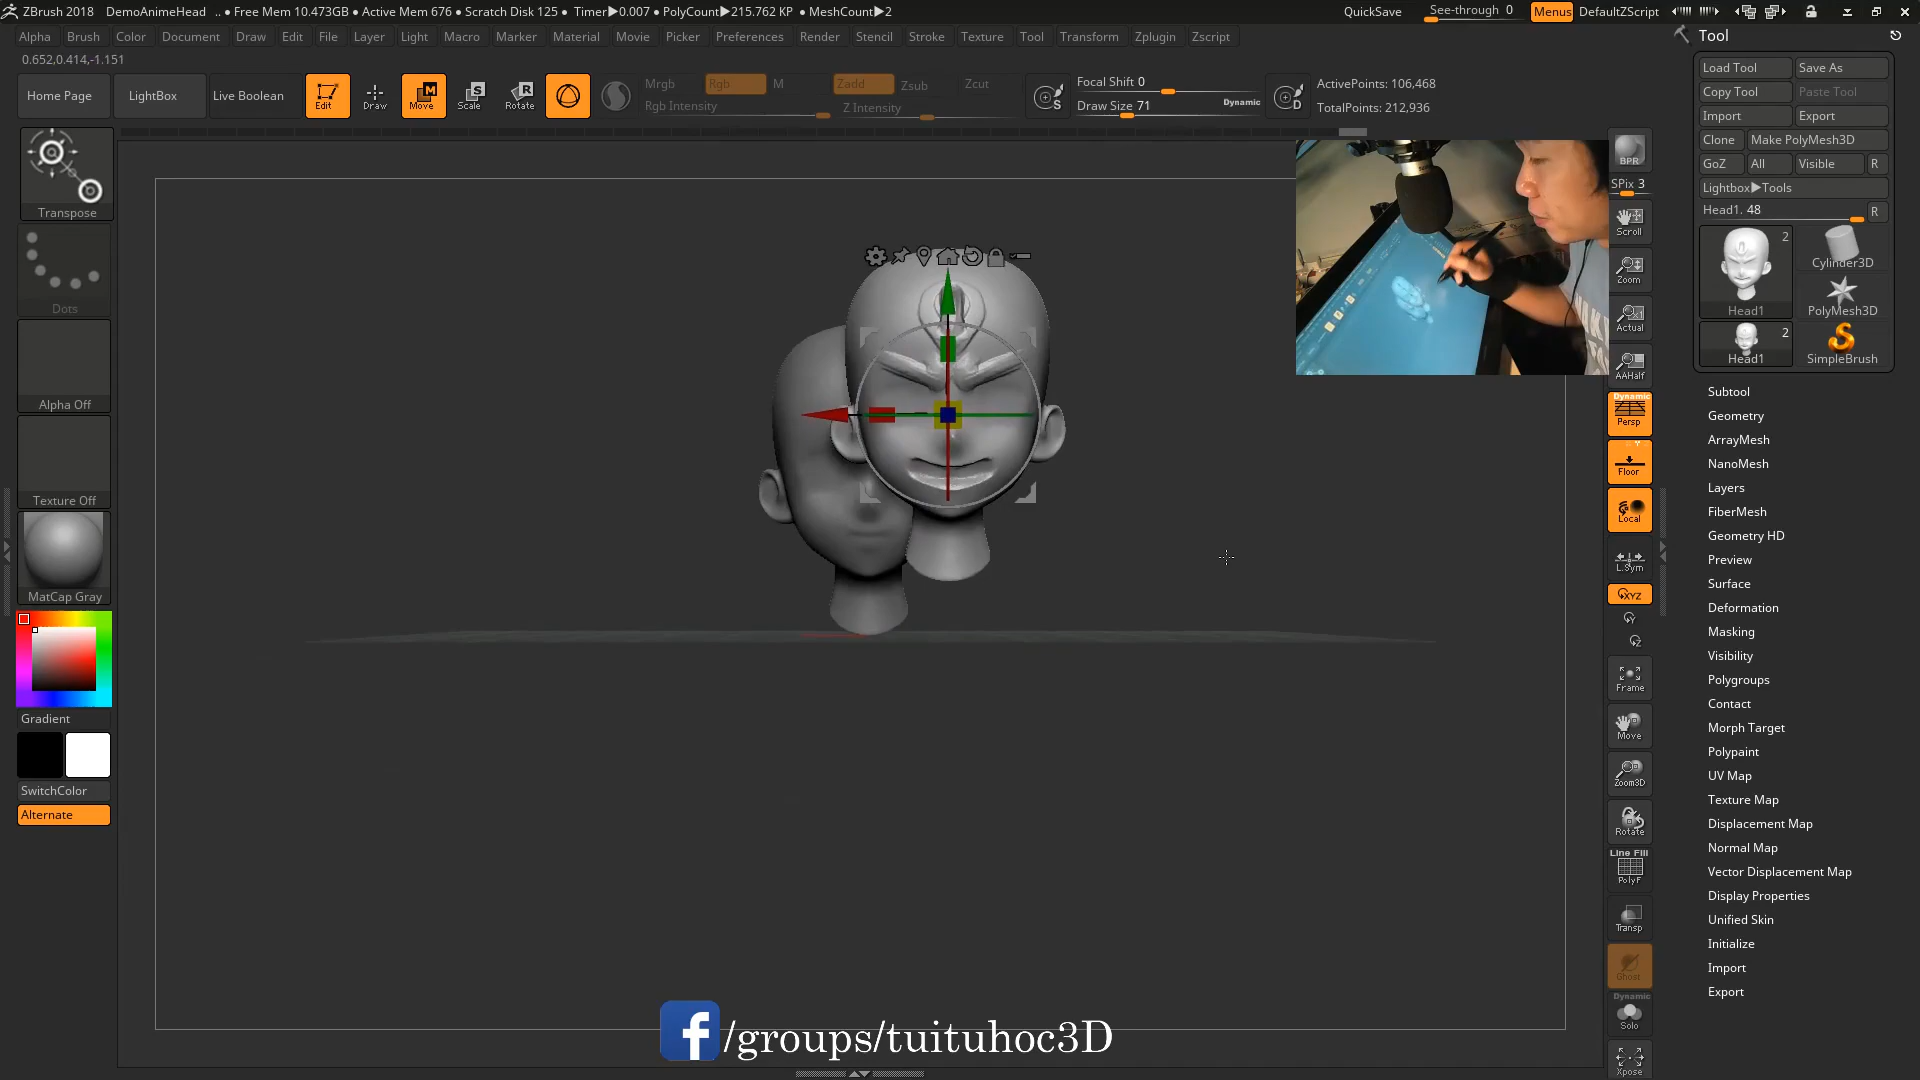 ZBrush 2018 DemoAnimeHead .. ● Free Mem 10.473GB ● Active Mem 676 ● Scratch Disk 125 ● Timer▶0.007 ● PolyCount▶215.762 KP ● MeshCount▶2 QuickSave See-through 0 Menus DefaultZScript
Alpha Brush Color Document Draw Edit File Layer Light Macro Marker Material Movie Picker Preferences Render Stencil Stroke Texture Tool Transform Zplugin Zscript
0.652,0.414,-1.151
Home Page LightBox Live Boolean Edit Draw Move Scale Rotate
Mrgb Rgb M Zadd Zsub Zcut
Rgb Intensity Z Intensity
Focal Shift 0
Draw Size 71 Dynamic
ActivePoints: 106,468
TotalPoints: 212,936
Transpose
Dots
Alpha Off
Texture Off
MatCap Gray
Gradient
SwitchColor
Alternate
BPR
SPix 3
Scroll
Zoom
Actual
AAHalf
Dynamic
Persp
Floor
Local
L.Sym
XYZ
Y
Z
Frame
Move
Zoom3D
Rotate
Line Fill
PolyF
Transp
Ghost
Dynamic
Solo
Xpose
Tool
Load Tool Save As
Copy Tool Paste Tool
Import Export
Clone Make PolyMesh3D
GoZ All Visible R
Lightbox▶Tools
Head1. 48 R
2
Head1 Cylinder3D
PolyMesh3D
2
Head1 SimpleBrush
Subtool
Geometry
ArrayMesh
NanoMesh
Layers
FiberMesh
Geometry HD
Preview
Surface
Deformation
Masking
Visibility
Polygroups
Contact
Morph Target
Polypaint
UV Map
Texture Map
Displacement Map
Normal Map
Vector Displacement Map
Display Properties
Unified Skin
Initialize
Import
Export
f/groups/tuituhoc3D